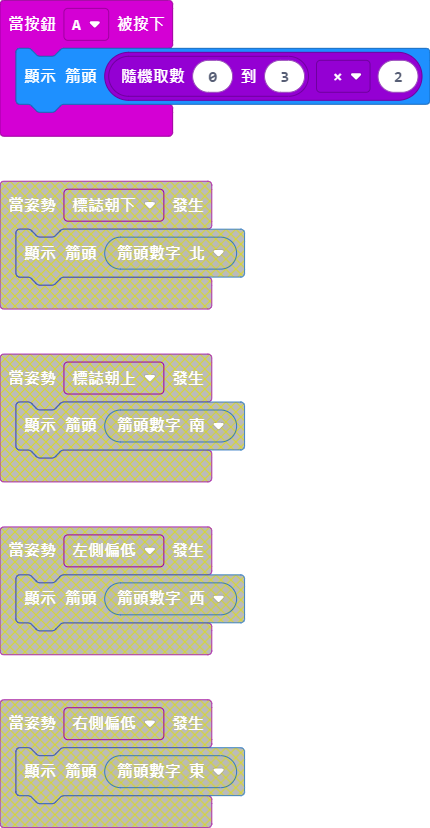 當按鈕 A 被按下
顯示 箭頭 隨機取數 0 到 3 × 2
當姿勢 標誌朝下 發生
顯示 箭頭 箭頭數字 北
當姿勢 標誌朝上 發生
顯示 箭頭 箭頭數字 南
當姿勢 左側偏低 發生
顯示 箭頭 箭頭數字 西
當姿勢 右側偏低 發生
顯示 箭頭 箭頭數字 東